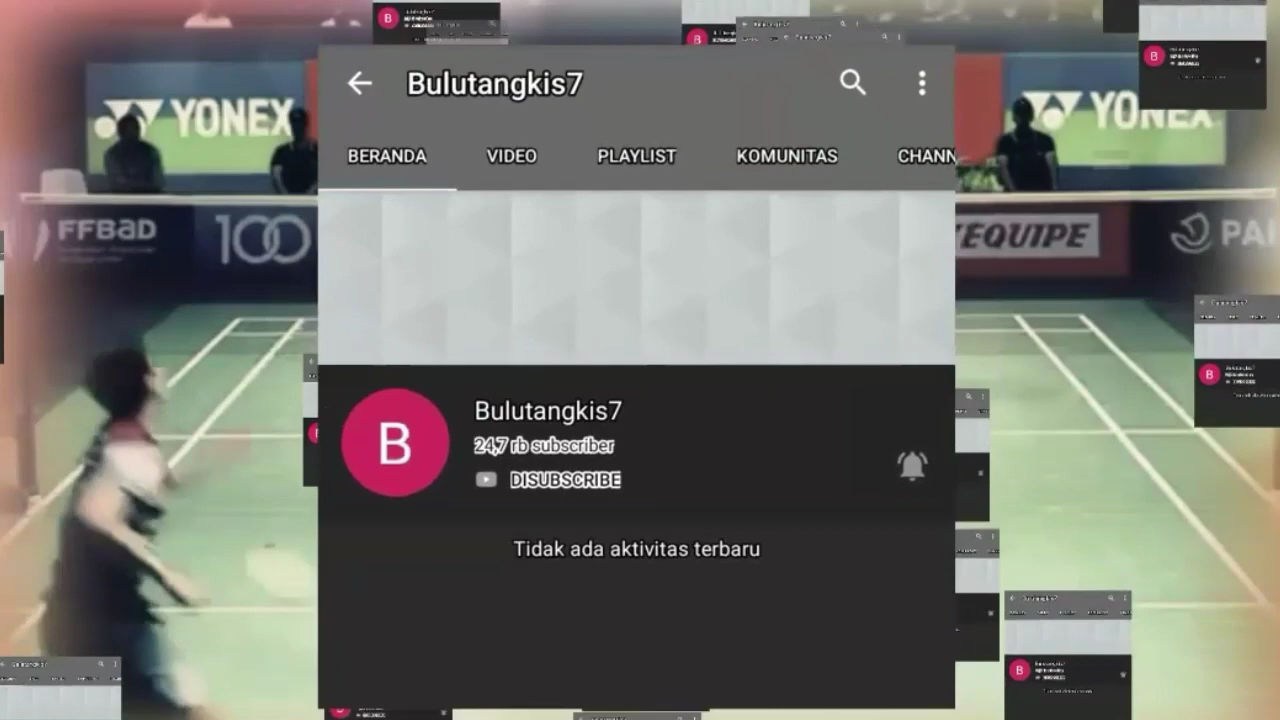 Bulutangkis7
BERANDA VIDEO PLAYLIST KOMUNITAS CHANN
Bulutangkis7
24,7 rb subscriber
DISUBSCRIBE
Tidak ada aktivitas terbaru
B
YONEX
YONEX
FFBaD
100
L'EQUIPE